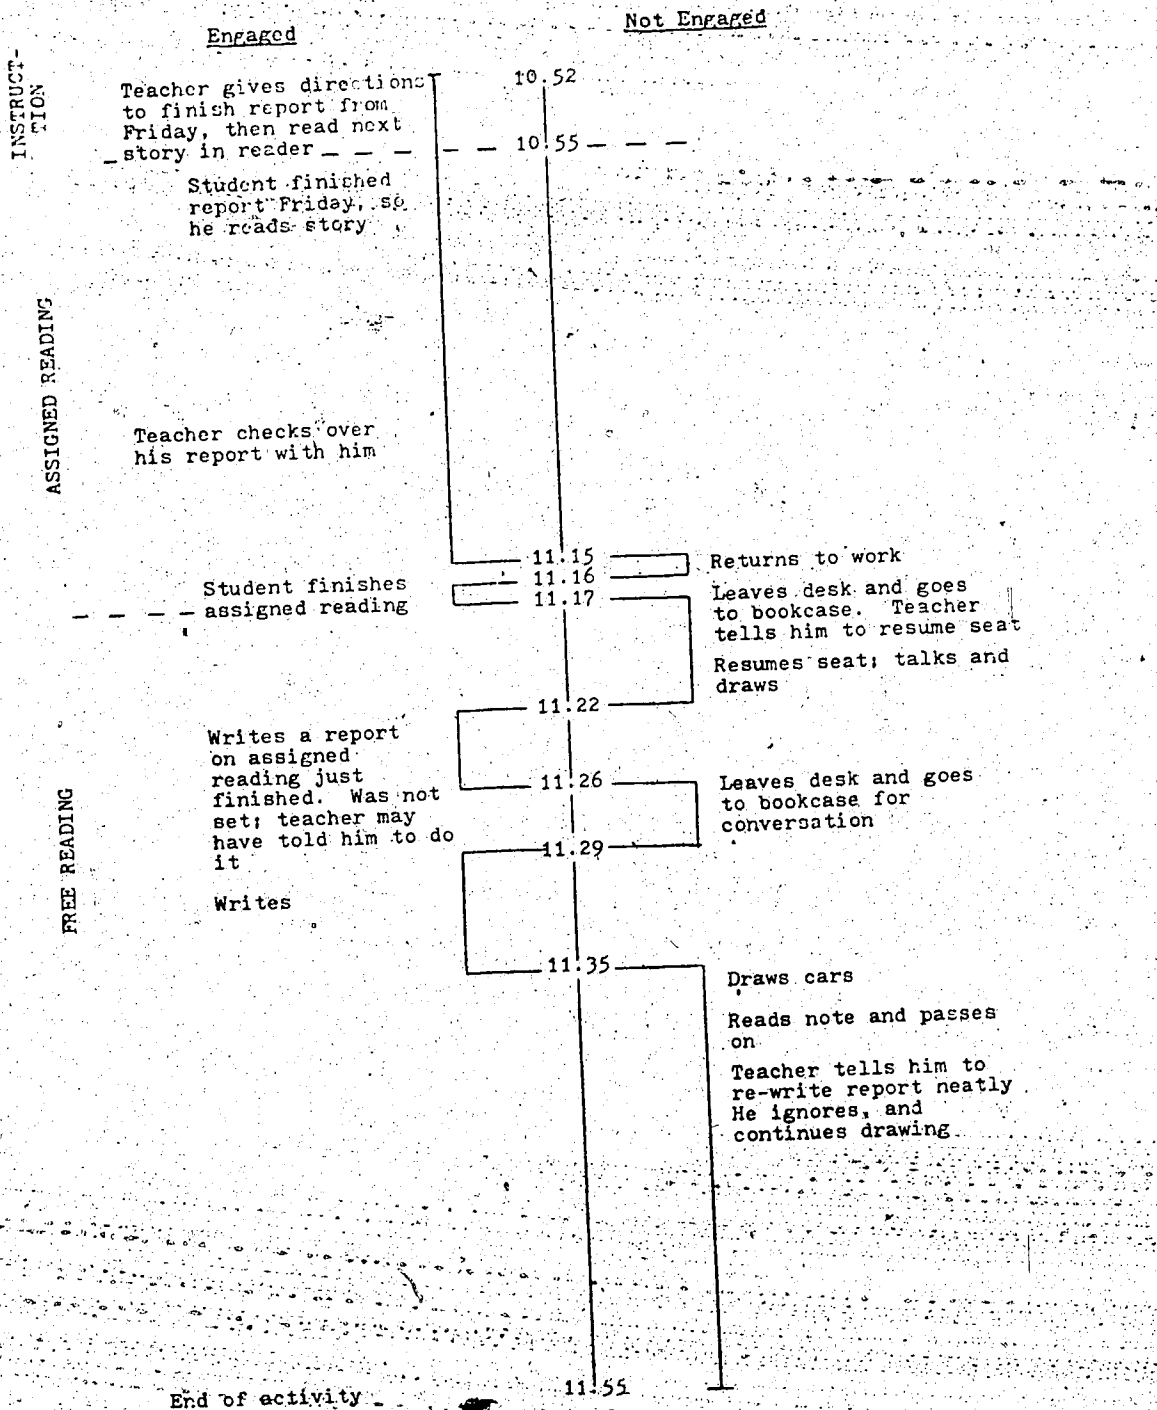 Engaged
Not Engaged
INSTRUCT-
TION
Teacher gives directions
to finish report from
Friday, then read next
story in reader
10.52
10.55
Student finished
report Friday, so
he reads story
ASSIGNED READING
Teacher checks over
his report with him
11.15
Returns to work
11.16
Student finishes
assigned reading
11.17
Leaves desk and goes
to bookcase. Teacher
tells him to resume seat
Resumes seat; talks and
draws
11.22
FREE READING
Writes a report
on assigned
reading just
finished. Was not
set; teacher may
have told him to do
it
11.26
Leaves desk and goes
to bookcase for
conversation
11.29
Writes
11.35
Draws cars
Reads note and passes
on
Teacher tells him to
re-write report neatly
He ignores, and
continues drawing
End of activity
11.55